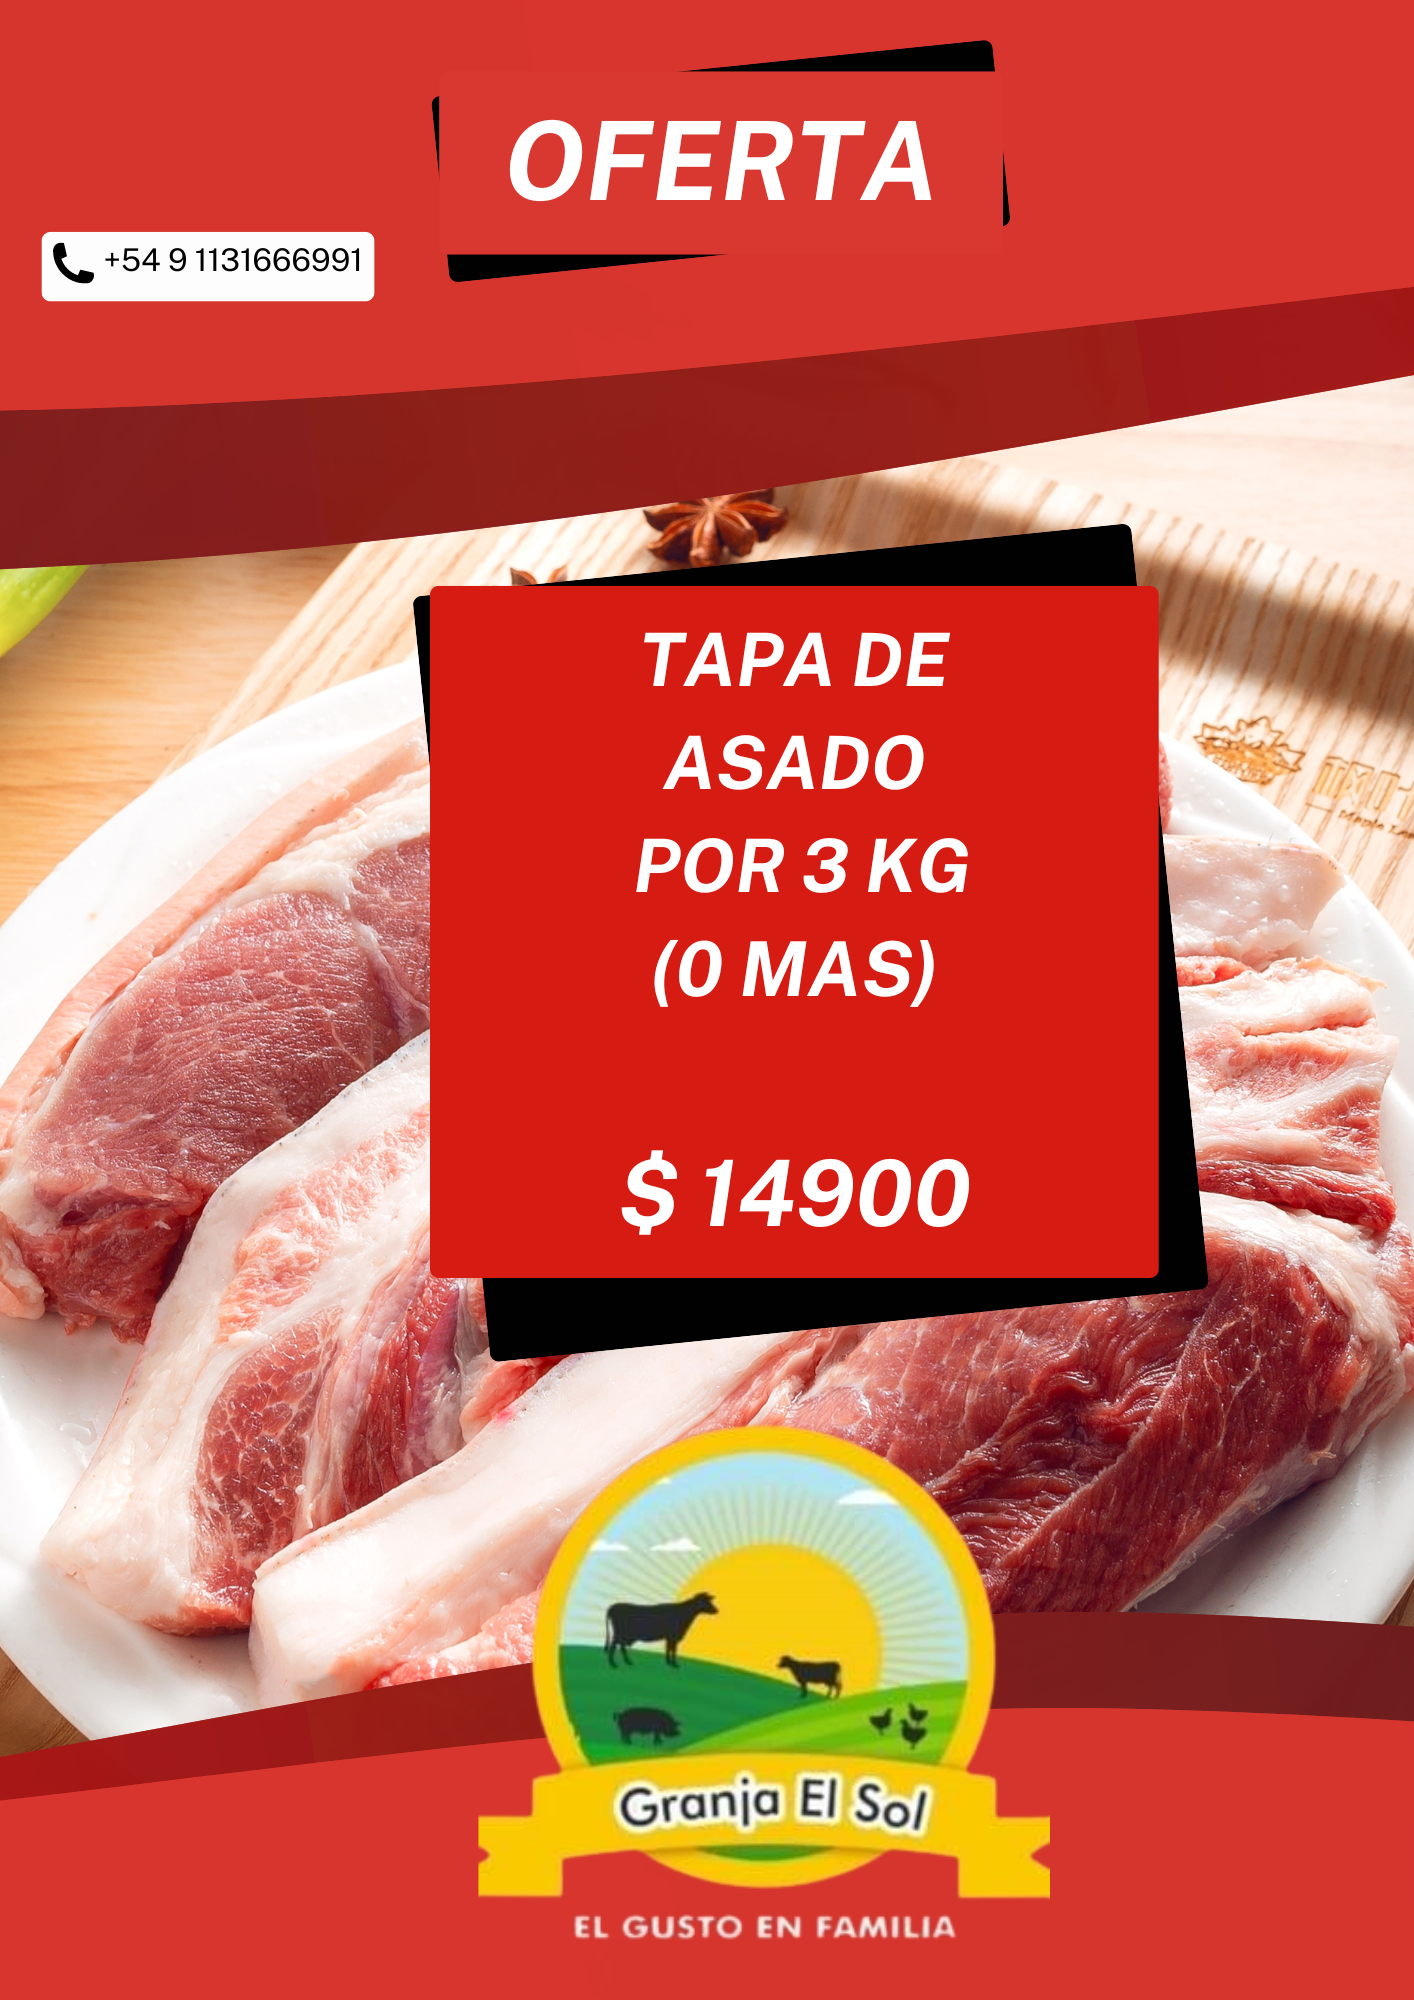 OFERTA
+54 9 1131666991
TAPA DE
ASADO
POR 3 KG
(0 MAS)
$ 14900
Granja El Sol
EL GUSTO EN FAMILIA